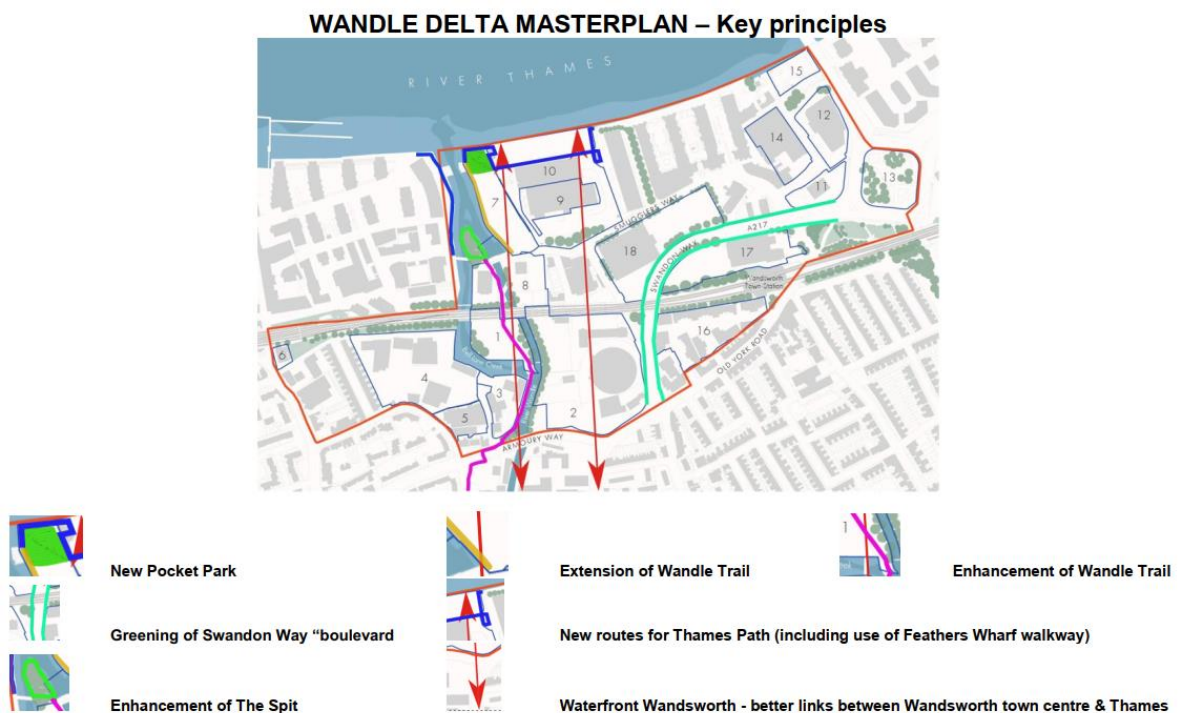 WANDLE DELTA MASTERPLAN – Key principles
RIVER THAMES
15
12
14
13
10
11
7
9
SMUGGLERS WAY
A217
18
SWANDON WAY
17
8
Wandsworth
Town Station
1
16
6
OLD YORK ROAD
4
3
2
5
ARMOURY WAY
New Pocket Park
Extension of Wandle Trail
1
Enhancement of Wandle Trail
Greening of Swandon Way “boulevard
New routes for Thames Path (including use of Feathers Wharf walkway)
Enhancement of The Spit
Waterfront Wandsworth - better links between Wandsworth town centre & Thames